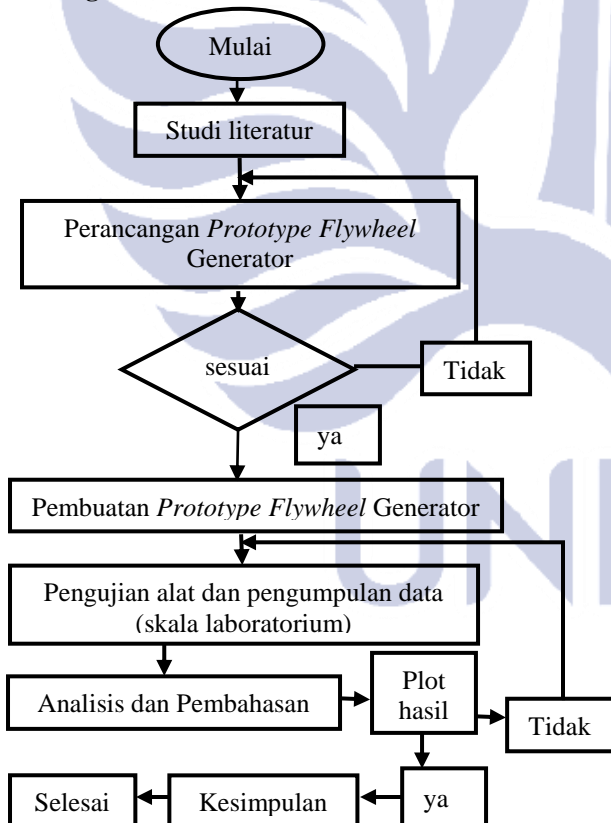 Mulai
Studi literatur
Perancangan Prototype Flywheel
Generator
sesuai
Tidak
ya
Pembuatan Prototype Flywheel Generator
Pengujian alat dan pengumpulan data
(skala laboratorium)
Analisis dan Pembahasan
Plot
hasil
Tidak
Selesai
Kesimpulan
ya
UNI